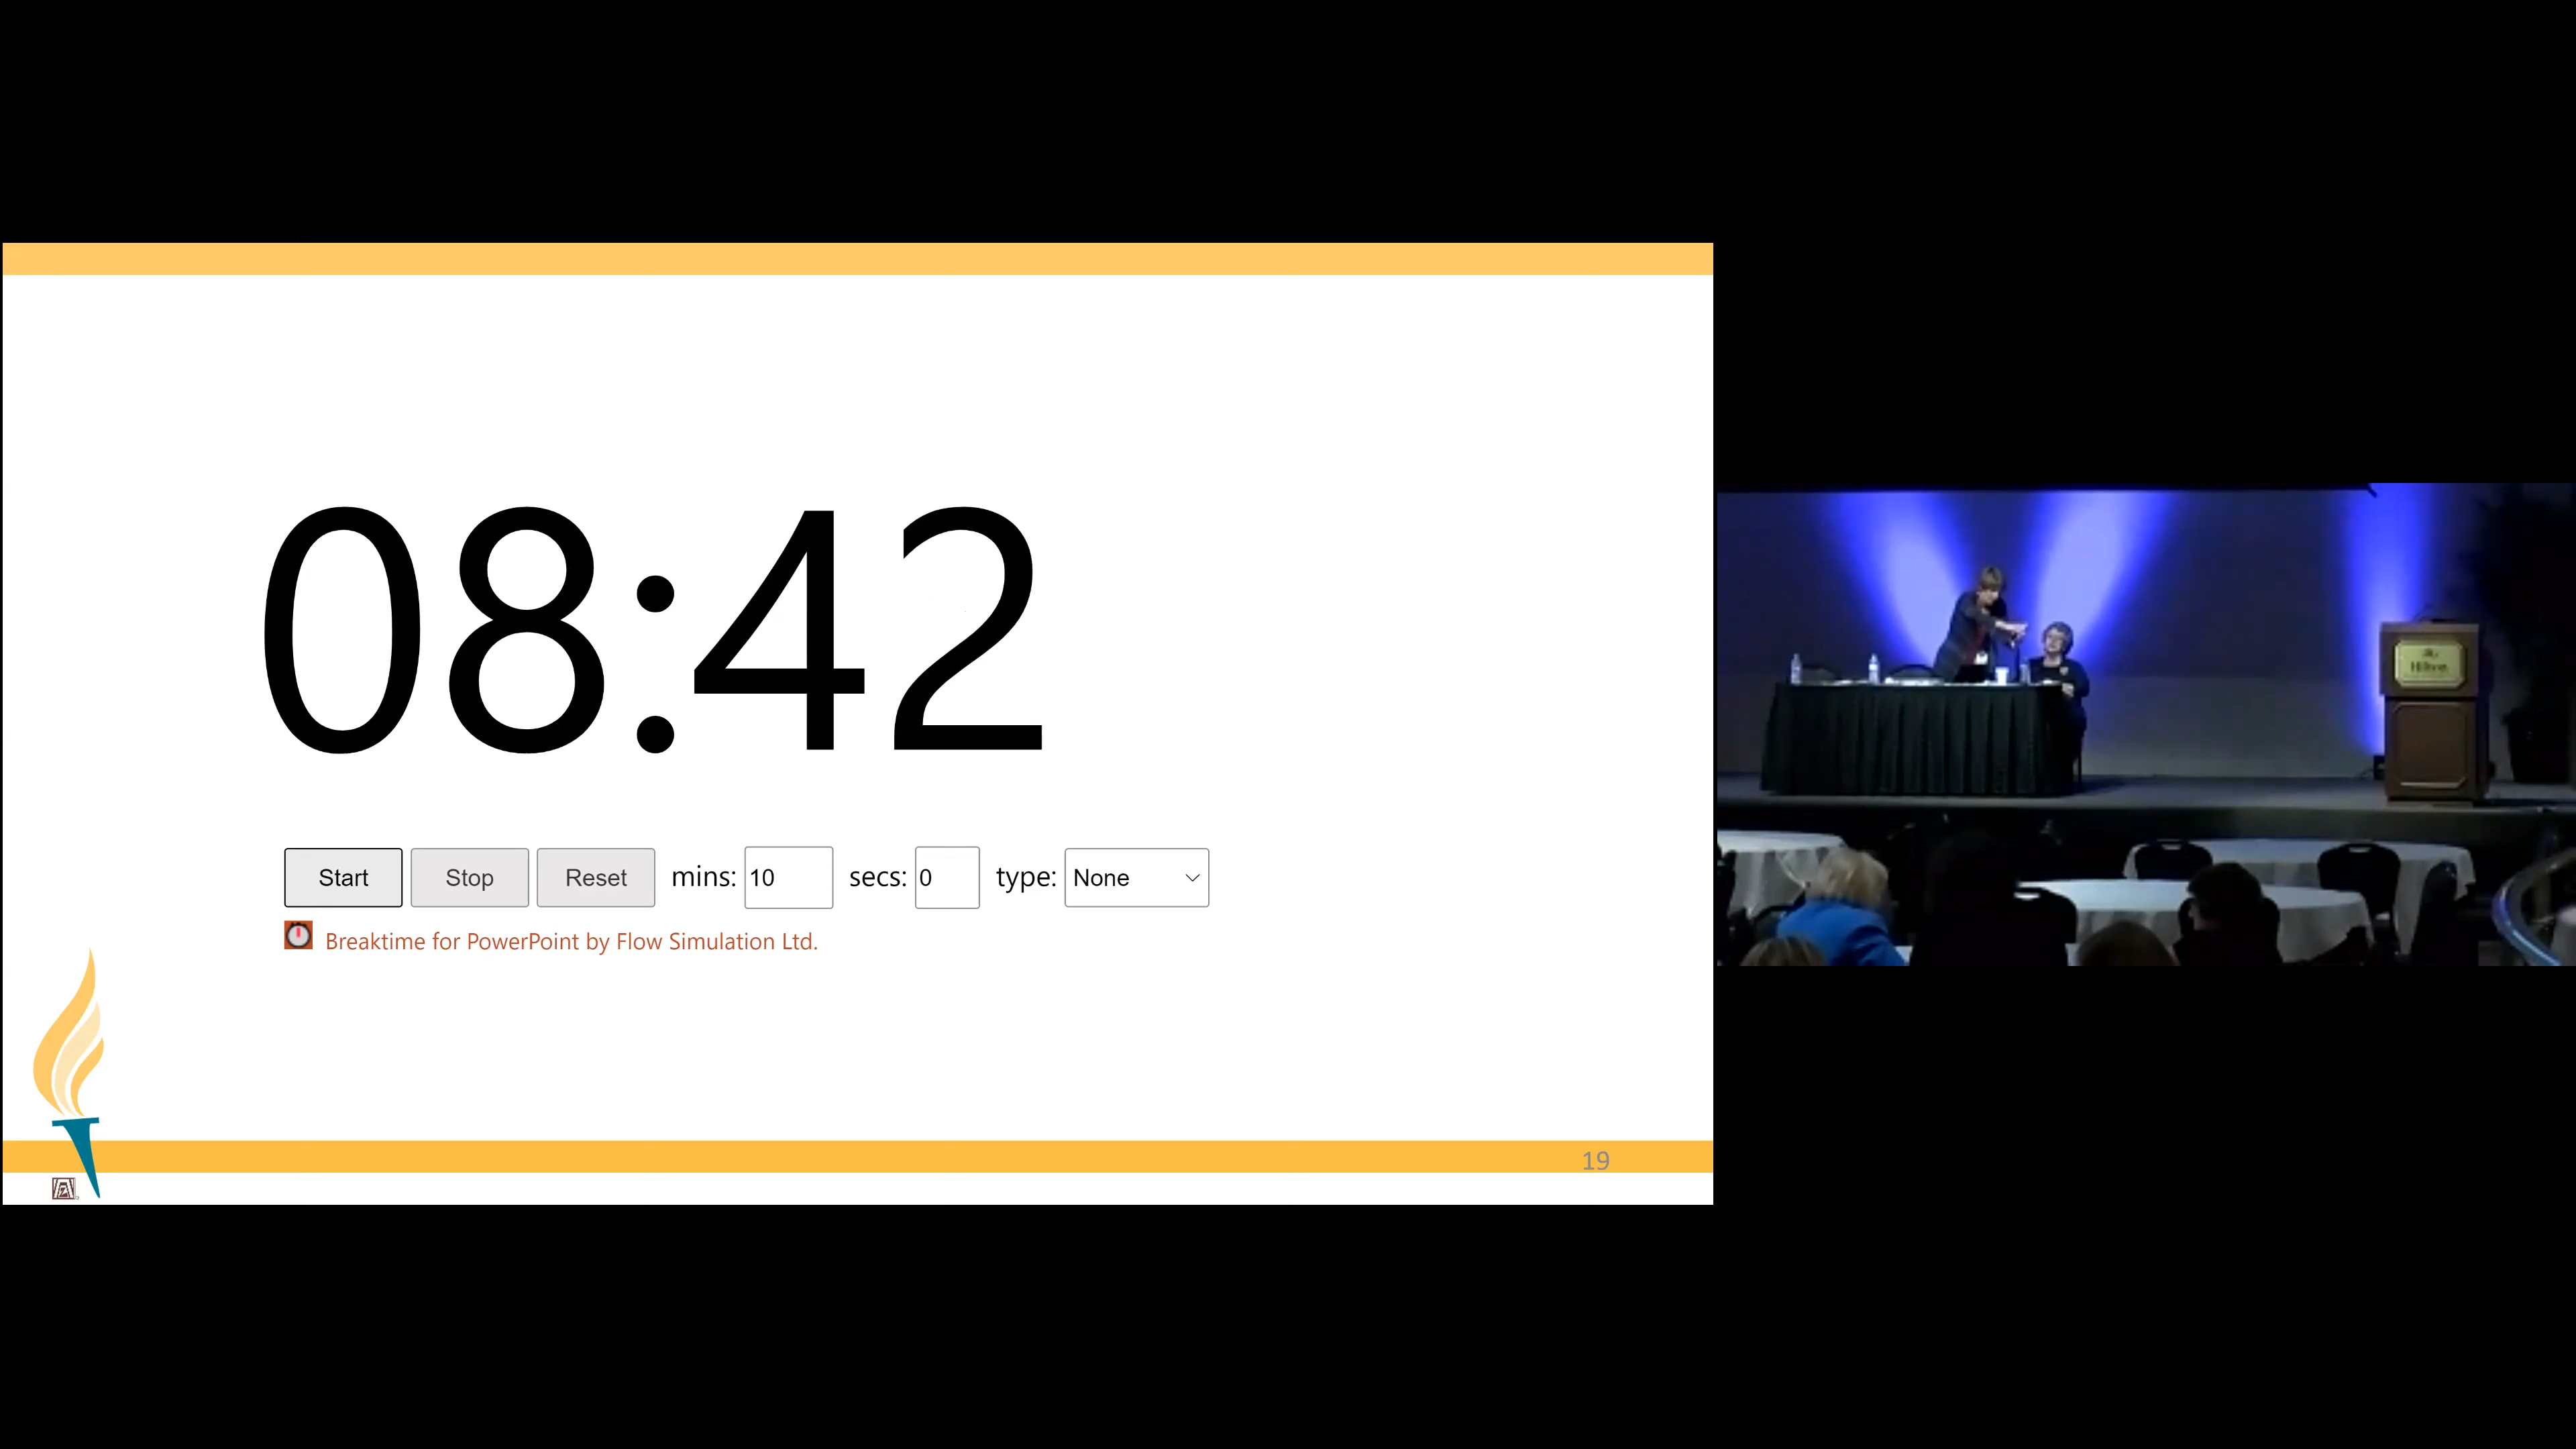 08:42
Start Stop Reset mins: 10 secs: 0 type: None
Breaktime for PowerPoint by Flow Simulation Ltd.
19
Hilton